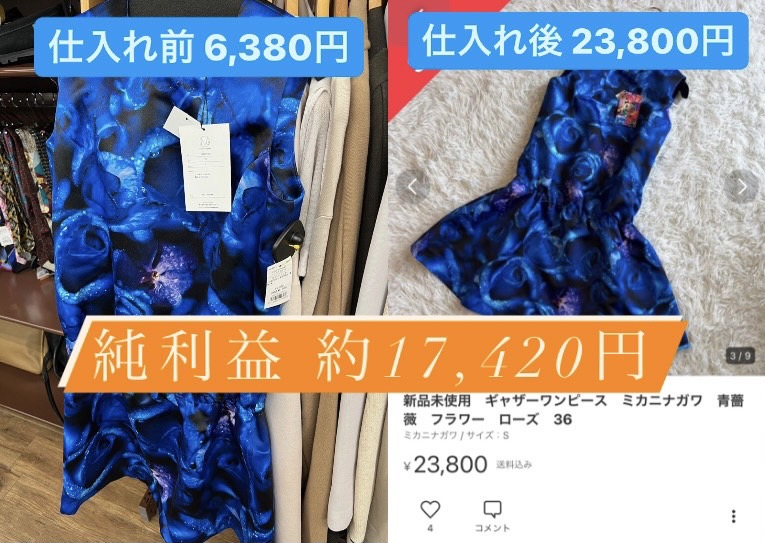 仕入れ前 6,380円
仕入れ後 23,800円
純利益 約17,420円
3 / 9
新品未使用　ギャザーワンピース　ミカニナガワ　青薔
薇　フラワー　ローズ　36
ミカニナガワ / サイズ：S
¥23,800 送料込み
4
コメント